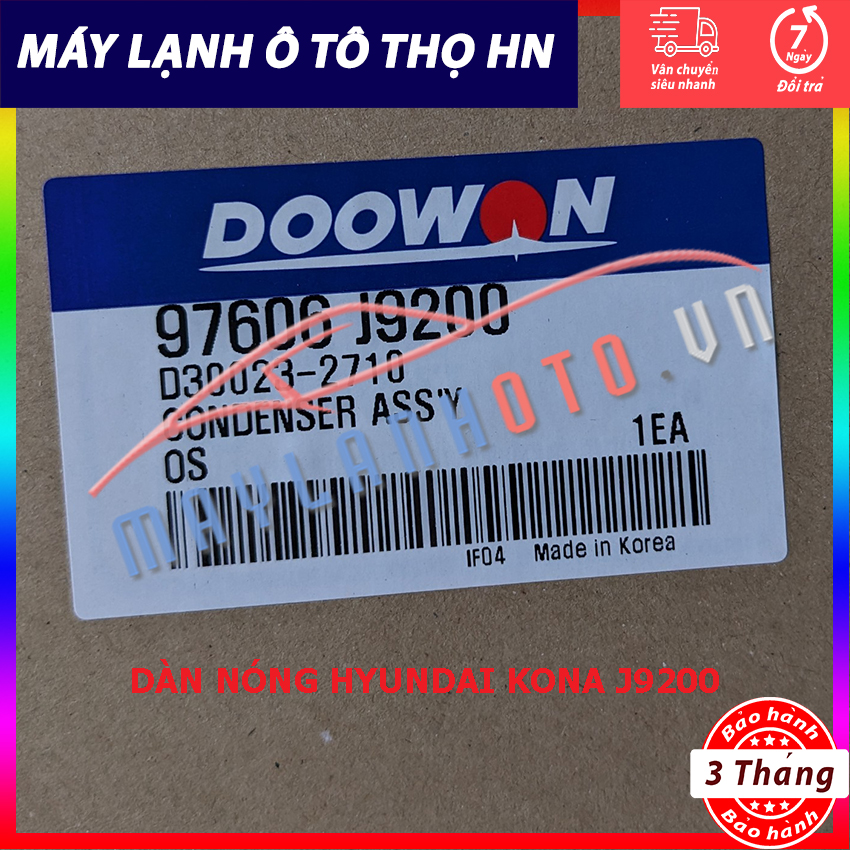 MÁY LẠNH Ô TÔ THỌ HN
Vân chuyển
siêu nhanh
7
Ngày
Đổi trả
DOOWON
97606 J9200
D30023-2710
CONDENSER ASS'Y
OS
1EA
MAYLANHOTO.VN
IF04 Made in Korea
DÀN NÓNG HYUNDAI KONA J9200
Bảo hành
3 Tháng
Bảo hành